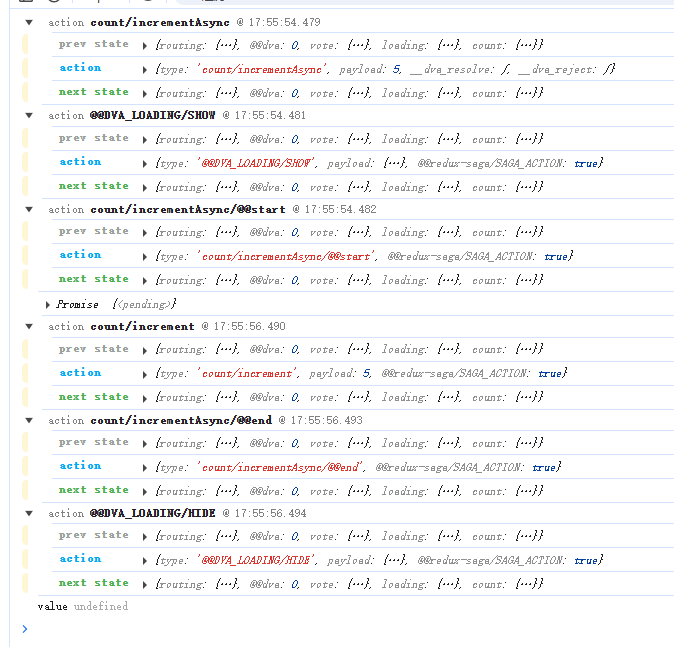 ▼ action count/incrementAsync @ 17:55:54.479
prev state ▶ {routing: {…}, @@dva: 0, vote: {…}, loading: {…}, count: {…}}
action ▶ {type: 'count/incrementAsync', payload: 5, __dva_resolve: ƒ, __dva_reject: ƒ}
next state ▶ {routing: {…}, @@dva: 0, vote: {…}, loading: {…}, count: {…}}
▼ action @@DVA_LOADING/SHOW @ 17:55:54.481
prev state ▶ {routing: {…}, @@dva: 0, vote: {…}, loading: {…}, count: {…}}
action ▶ {type: '@@DVA_LOADING/SHOW', payload: {…}, @@redux-saga/SAGA_ACTION: true}
next state ▶ {routing: {…}, @@dva: 0, vote: {…}, loading: {…}, count: {…}}
▼ action count/incrementAsync/@@start @ 17:55:54.482
prev state ▶ {routing: {…}, @@dva: 0, vote: {…}, loading: {…}, count: {…}}
action ▶ {type: 'count/incrementAsync/@@start', @@redux-saga/SAGA_ACTION: true}
next state ▶ {routing: {…}, @@dva: 0, vote: {…}, loading: {…}, count: {…}}
▶ Promise {<pending>}
▼ action count/increment @ 17:55:56.490
prev state ▶ {routing: {…}, @@dva: 0, vote: {…}, loading: {…}, count: {…}}
action ▶ {type: 'count/increment', payload: 5, @@redux-saga/SAGA_ACTION: true}
next state ▶ {routing: {…}, @@dva: 0, vote: {…}, loading: {…}, count: {…}}
▼ action count/incrementAsync/@@end @ 17:55:56.493
prev state ▶ {routing: {…}, @@dva: 0, vote: {…}, loading: {…}, count: {…}}
action ▶ {type: 'count/incrementAsync/@@end', @@redux-saga/SAGA_ACTION: true}
next state ▶ {routing: {…}, @@dva: 0, vote: {…}, loading: {…}, count: {…}}
▼ action @@DVA_LOADING/HIDE @ 17:55:56.494
prev state ▶ {routing: {…}, @@dva: 0, vote: {…}, loading: {…}, count: {…}}
action ▶ {type: '@@DVA_LOADING/HIDE', payload: {…}, @@redux-saga/SAGA_ACTION: true}
next state ▶ {routing: {…}, @@dva: 0, vote: {…}, loading: {…}, count: {…}}
value undefined
>